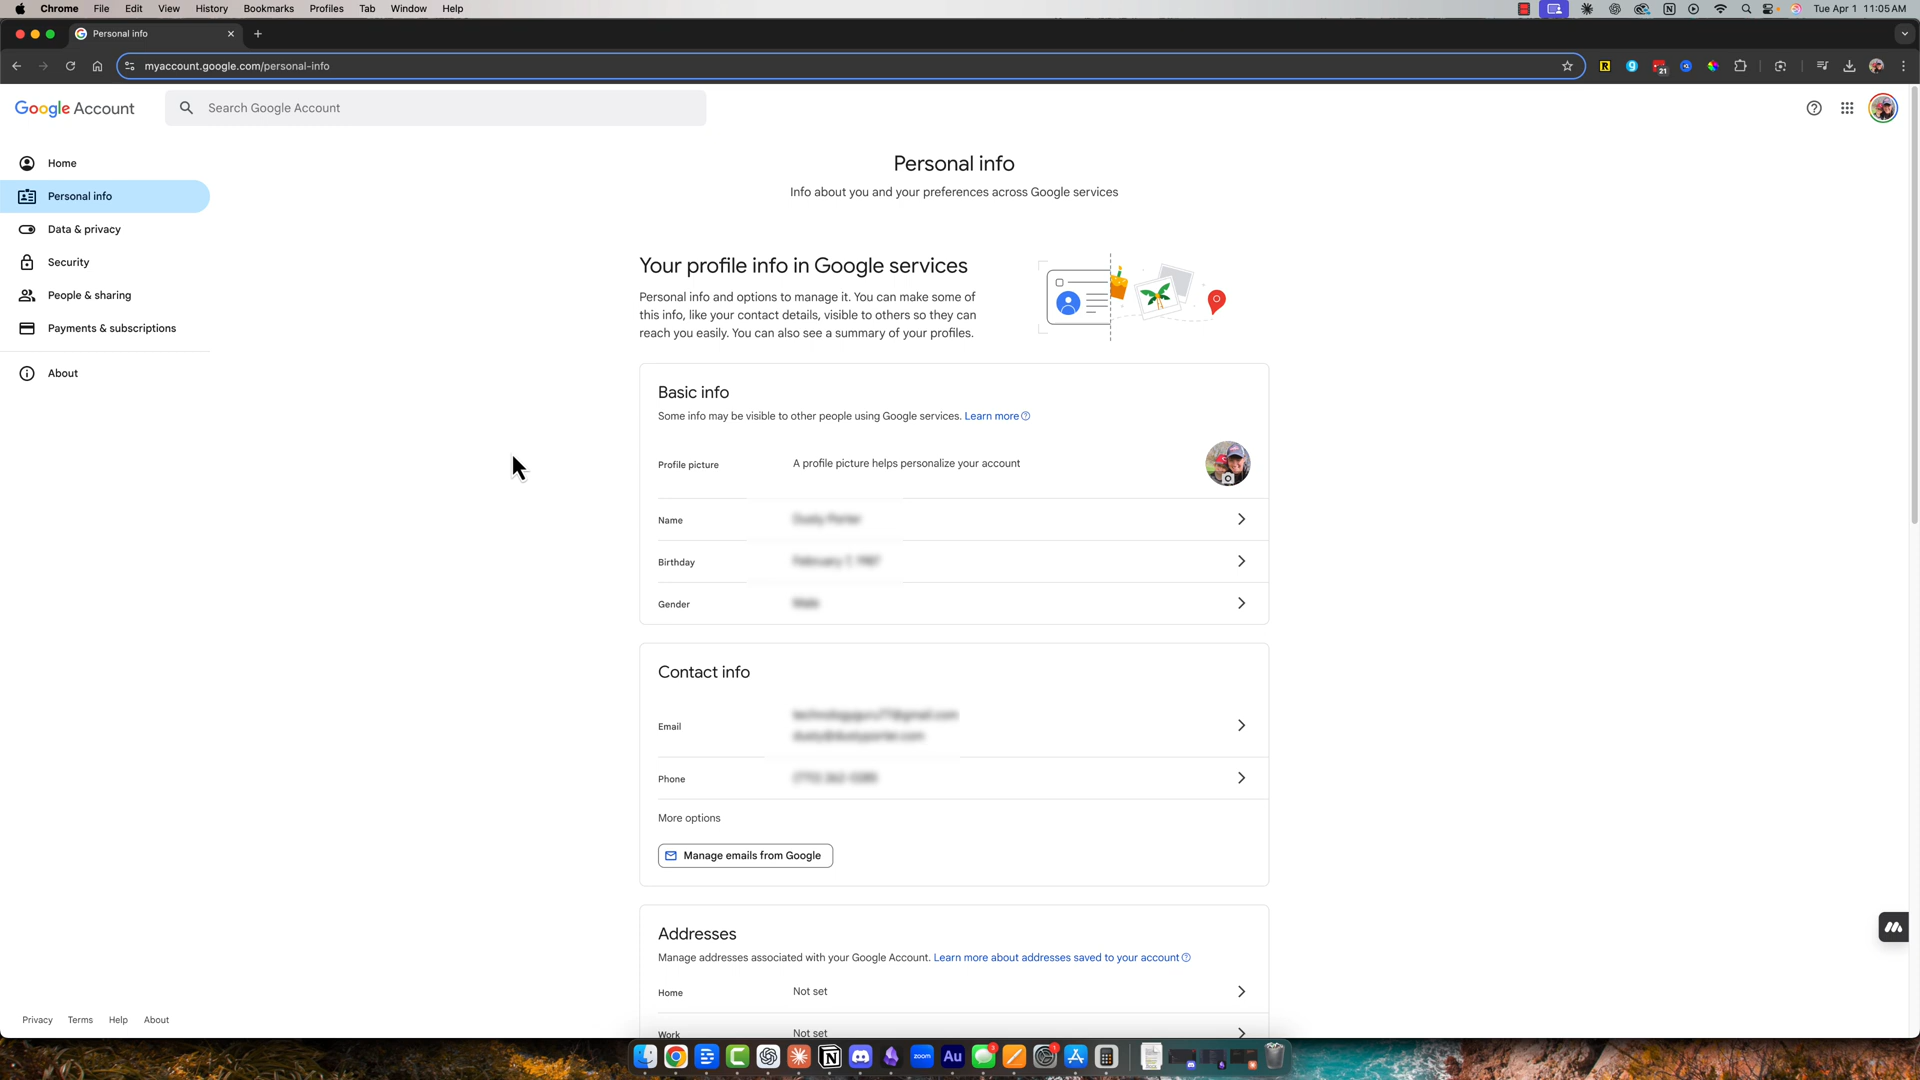 Chrome File Edit View History Bookmarks Profiles Tab Window Help
Tue Apr 1 11:05 AM
Personal info
myaccount.google.com/personal-info
21
Google Account
Search Google Account
Home
Personal info
Data & privacy
Security
People & sharing
Payments & subscriptions
About
Personal info
Info about you and your preferences across Google services
Your profile info in Google services
Personal info and options to manage it. You can make some of
this info, like your contact details, visible to others so they can
reach you easily. You can also see a summary of your profiles.
Basic info
Some info may be visible to other people using Google services. Learn more
Profile picture
A profile picture helps personalize your account
Name
Birthday
Gender
Contact info
Email
Phone
More options
Manage emails from Google
Addresses
Manage addresses associated with your Google Account. Learn more about addresses saved to your account
Home Not set
Work Not set
Privacy Terms Help About
zoom
Au